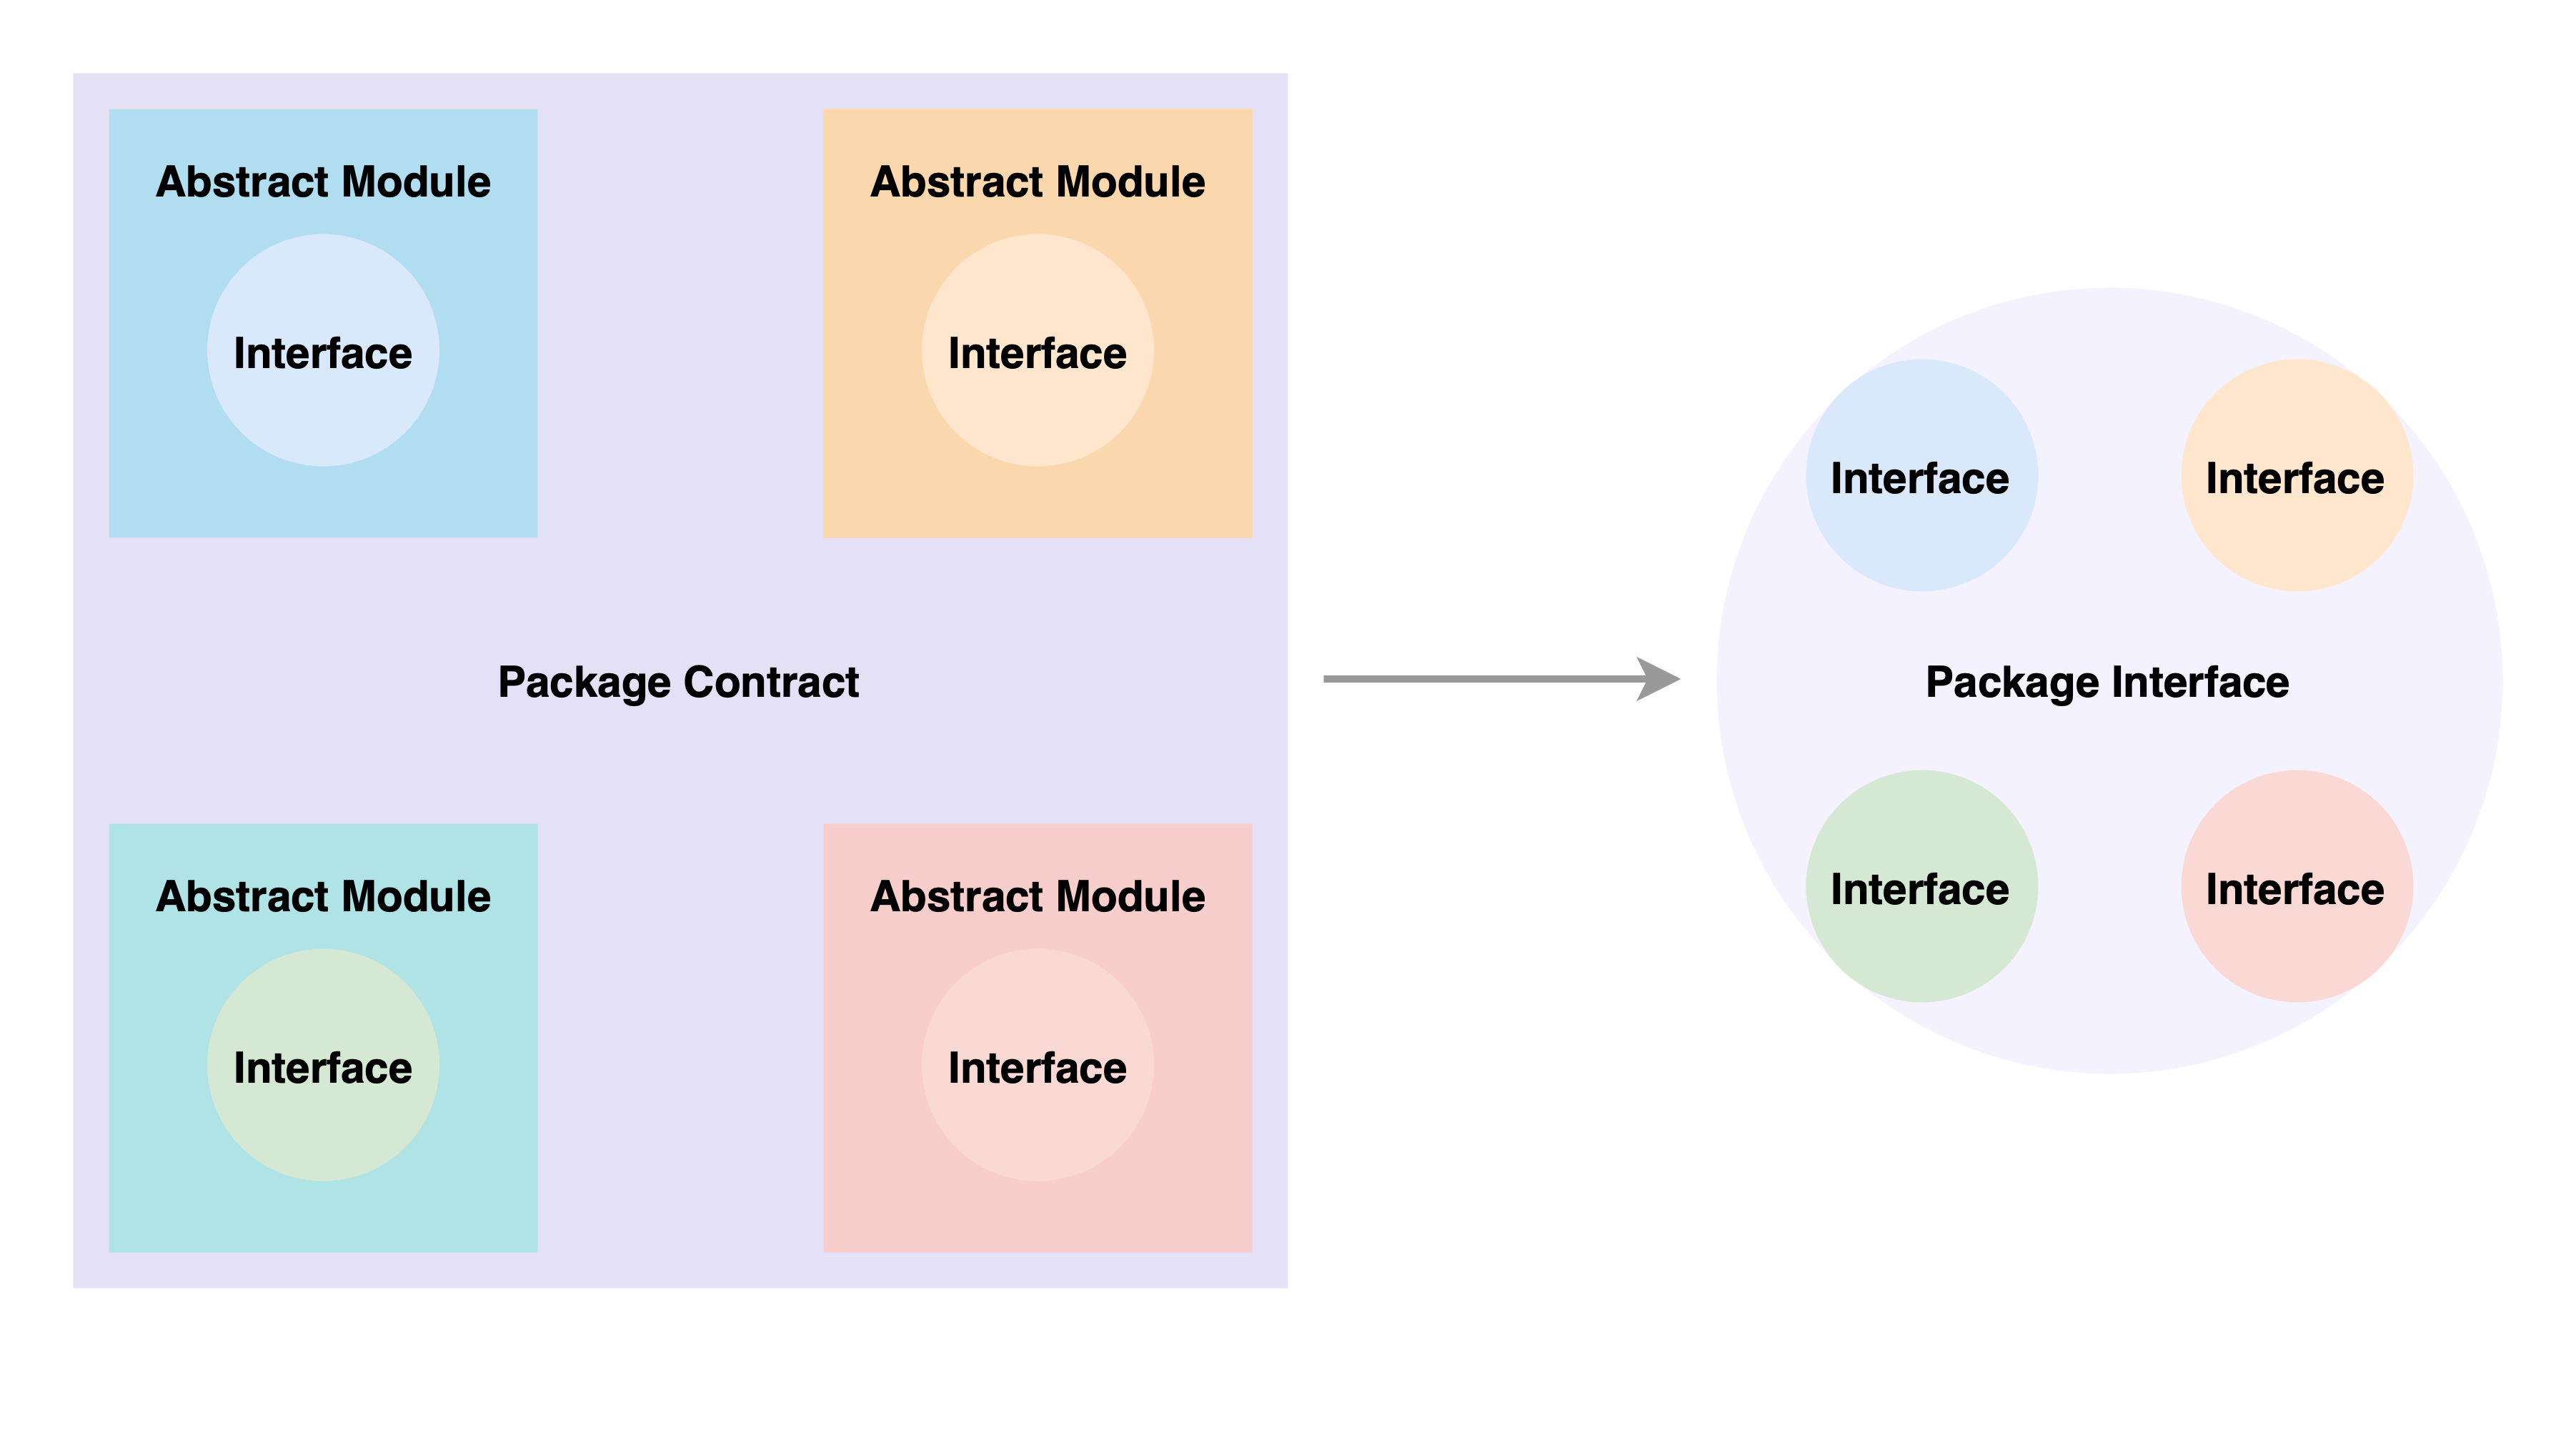 Abstract Module
Interface
Abstract Module
Interface
Package Contract
Abstract Module
Interface
Abstract Module
Interface
Interface
Interface
Package Interface
Interface
Interface